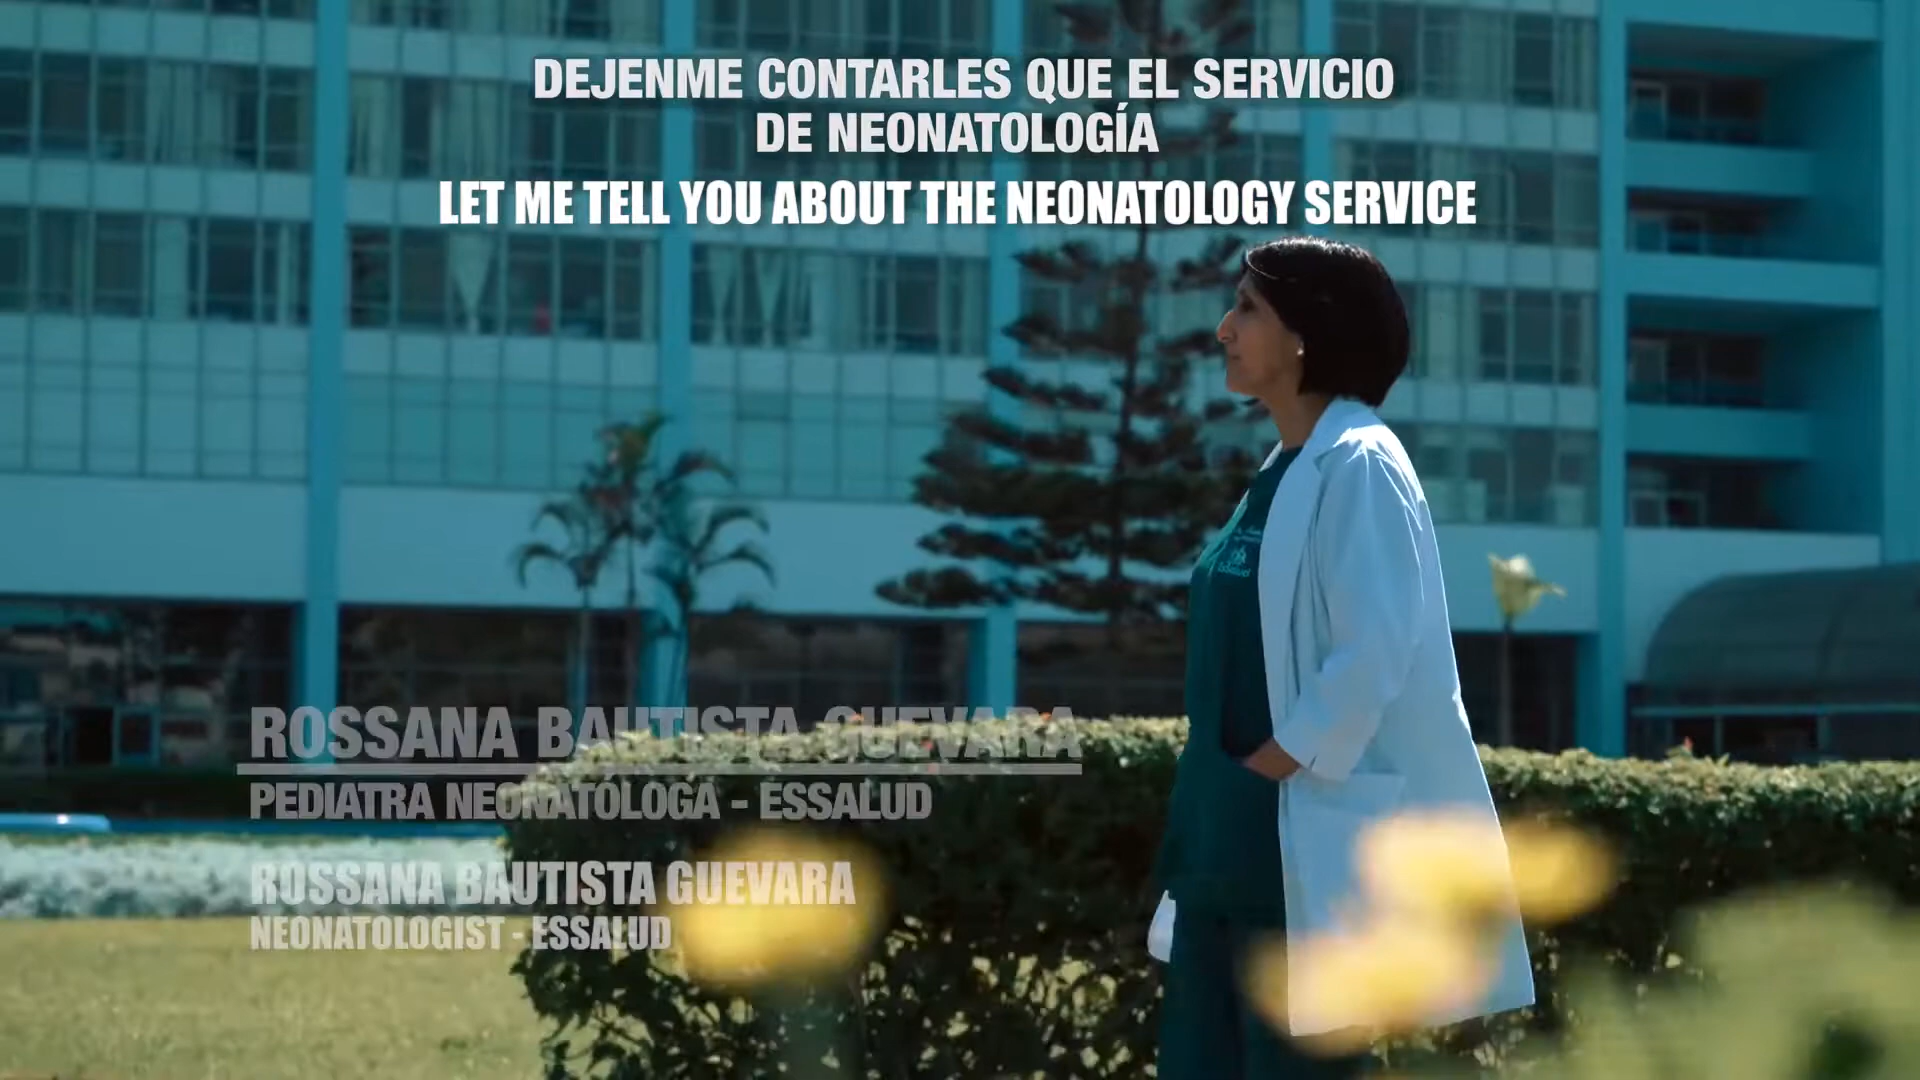 DEJENME CONTARLES QUE EL SERVICIO
DE NEONATOLOGÍA
LET ME TELL YOU ABOUT THE NEONATOLOGY SERVICE
ROSSANA BAUTISTA GUEVARA
PEDIATRA NEONATÓLOGA - ESSALUD
ROSSANA BAUTISTA GUEVARA
NEONATOLOGIST - ESSALUD
EsSalud